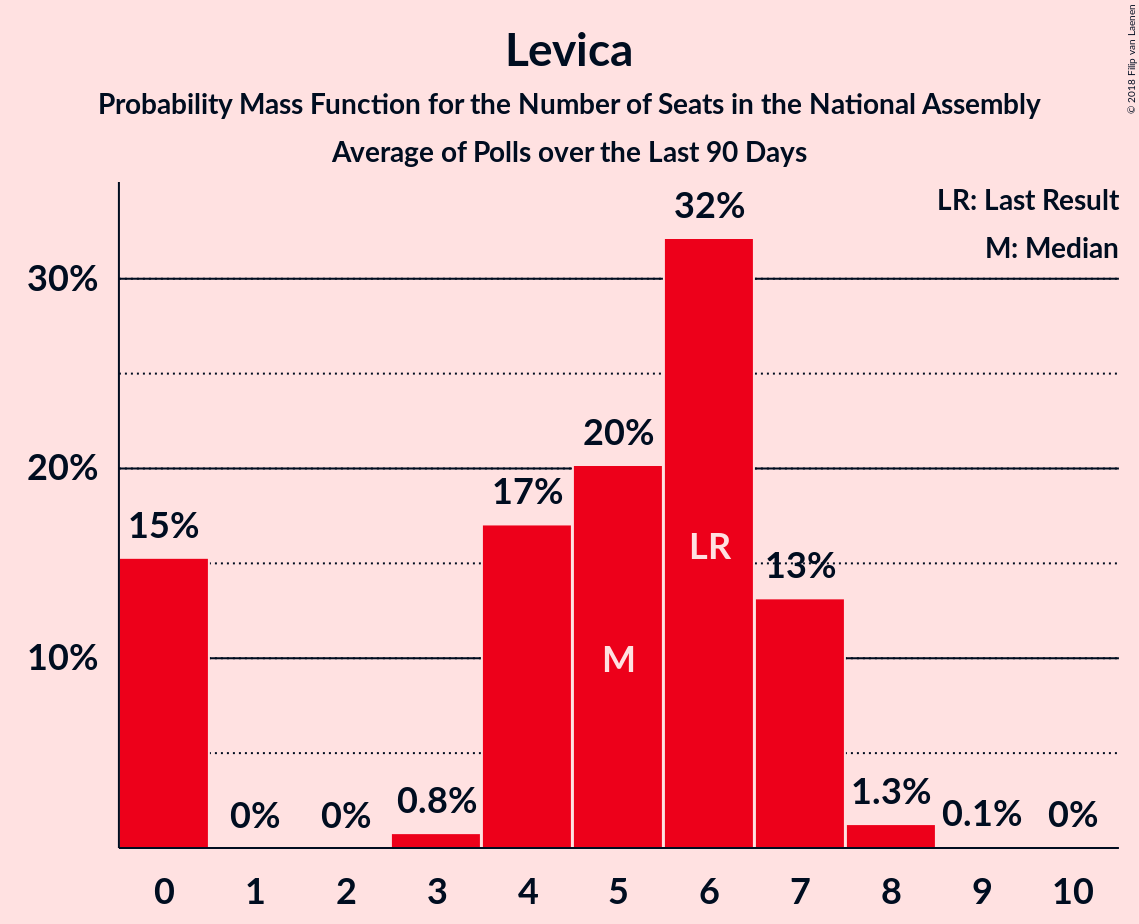 Levica
Probability Mass Function for the Number of Seats in the National Assembly
Average of Polls over the Last 90 Days
© 2018 Filip van Laenen
LR: Last Result
M: Median
30%
20%
10%
15%
0%
0%
0.8%
17%
20%
32%
13%
1.3%
0.1%
0%
LR
M
0 1 2 3 4 5 6 7 8 9 10